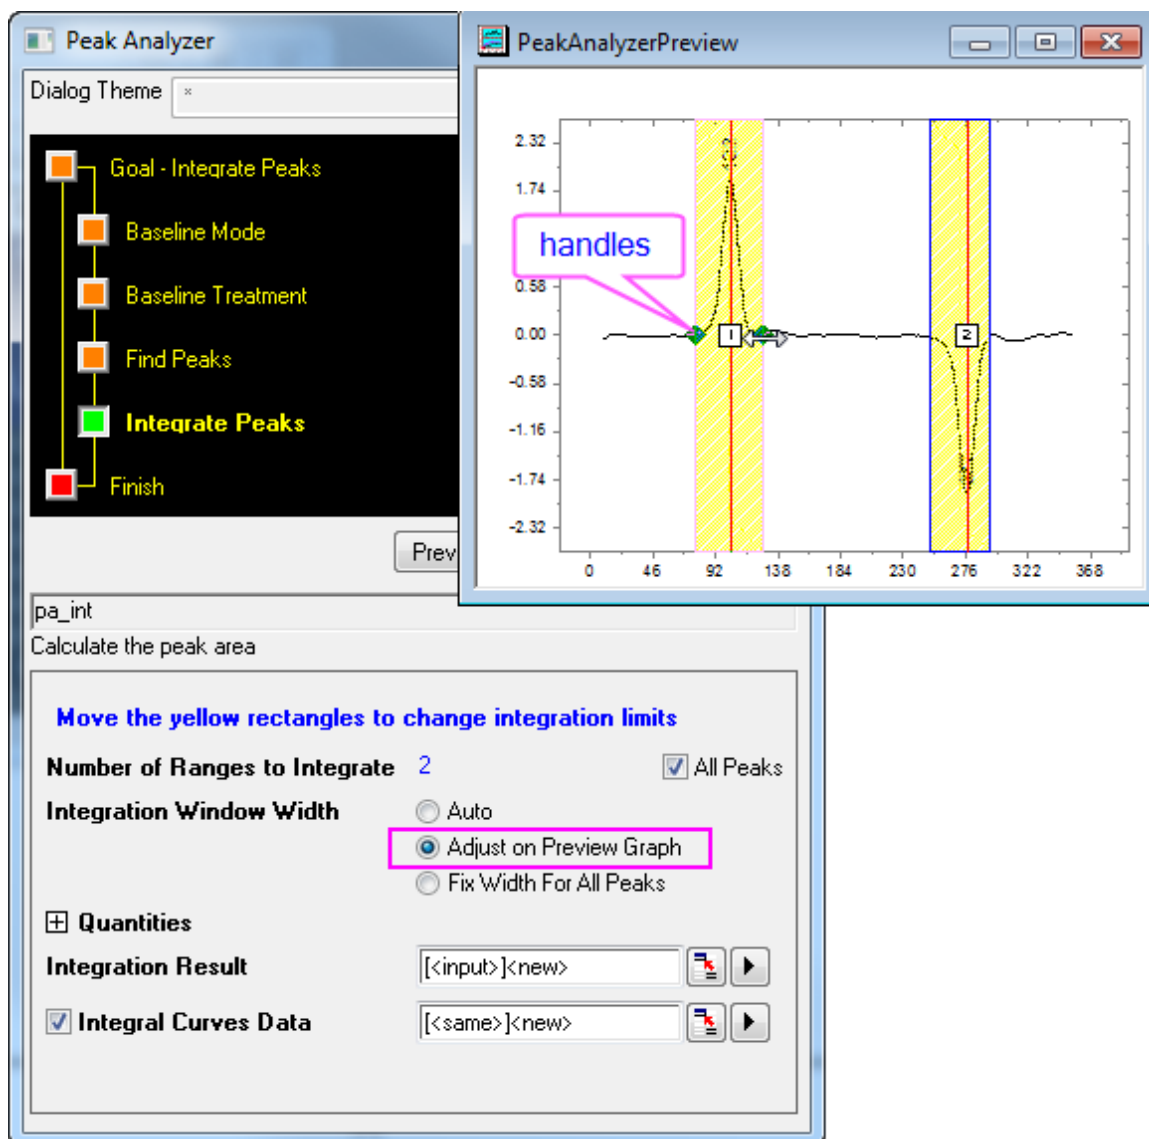 Peak Analyzer
Dialog Theme *
Goal - Integrate Peaks
Baseline Mode
Baseline Treatment
Find Peaks
Integrate Peaks
Finish
Prev
PeakAnalyzerPreview
2.32
1.74
handles
0.58
0.00
-0.58
-1.16
-1.74
-2.32
1
2
0 46 92 138 184 230 276 322 368
pa_int
Calculate the peak area
Move the yellow rectangles to change integration limits
Number of Ranges to Integrate 2 All Peaks
Integration Window Width Auto
Adjust on Preview Graph
Fix Width For All Peaks
Quantities
Integration Result [<input>]<new>
Integral Curves Data [<same>]<new>